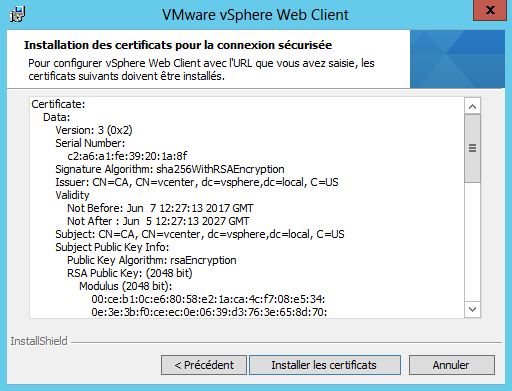 VMware vSphere Web Client
Installation des certificats pour la connexion sécurisée
Pour configurer vSphere Web Client avec l'URL que vous avez saisie, les
certificats suivants doivent être installés.
Certificate:
Data:
Version: 3 (0x2)
Serial Number:
c2:a6:a1:fe:39:20:1a:8f
Signature Algorithm: sha256WithRSAEncryption
Issuer: CN=CA, CN=vcenter, dc=vsphere,dc=local, C=US
Validity
Not Before: Jun  7 12:27:13 2017 GMT
Not After : Jun  5 12:27:13 2027 GMT
Subject: CN=CA, CN=vcenter, dc=vsphere,dc=local, C=US
Subject Public Key Info:
Public Key Algorithm: rsaEncryption
RSA Public Key: (2048 bit)
Modulus (2048 bit):
00:ce:b1:0c:e6:80:58:e2:1a:ca:4c:f7:08:e5:34:
0e:3e:3b:f0:ce:ec:0e:06:39:d3:76:3e:65:8d:70:
InstallShield
< Précédent
Installer les certificats
Annuler